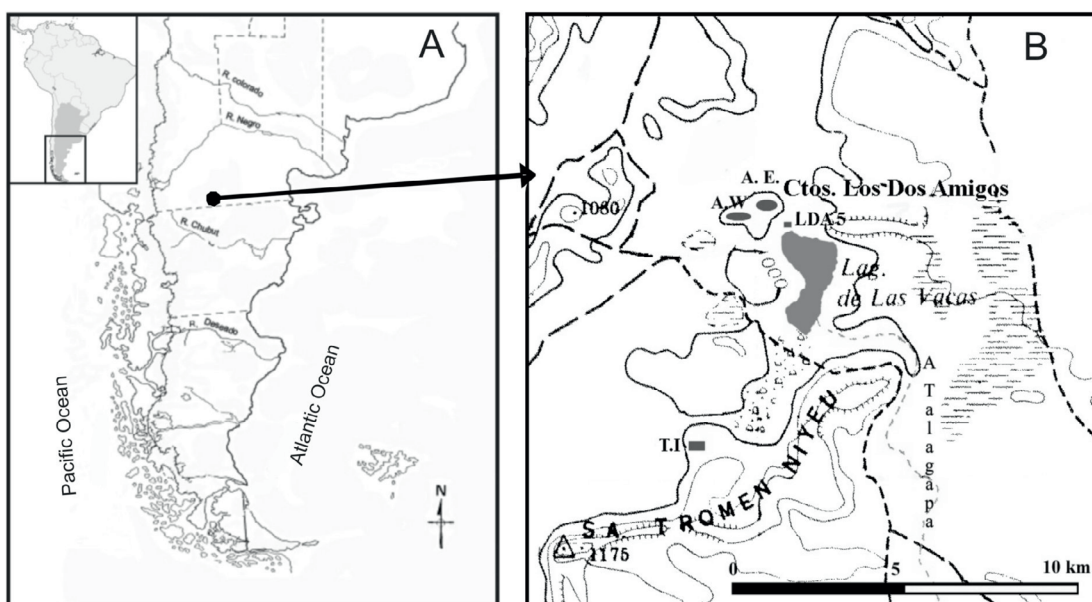 A
R. colorado
R. Negro
R. Chubut
R. Deseado
Pacific Ocean
Atlantic Ocean
N
B
A. E.
Ctos. Los Dos Amigos
A.W
LDA 5
1080
Lag.
de Las Vacas
A Talagapa
T.I
SA TROMEN NIYEU
1175
0 5 10 km